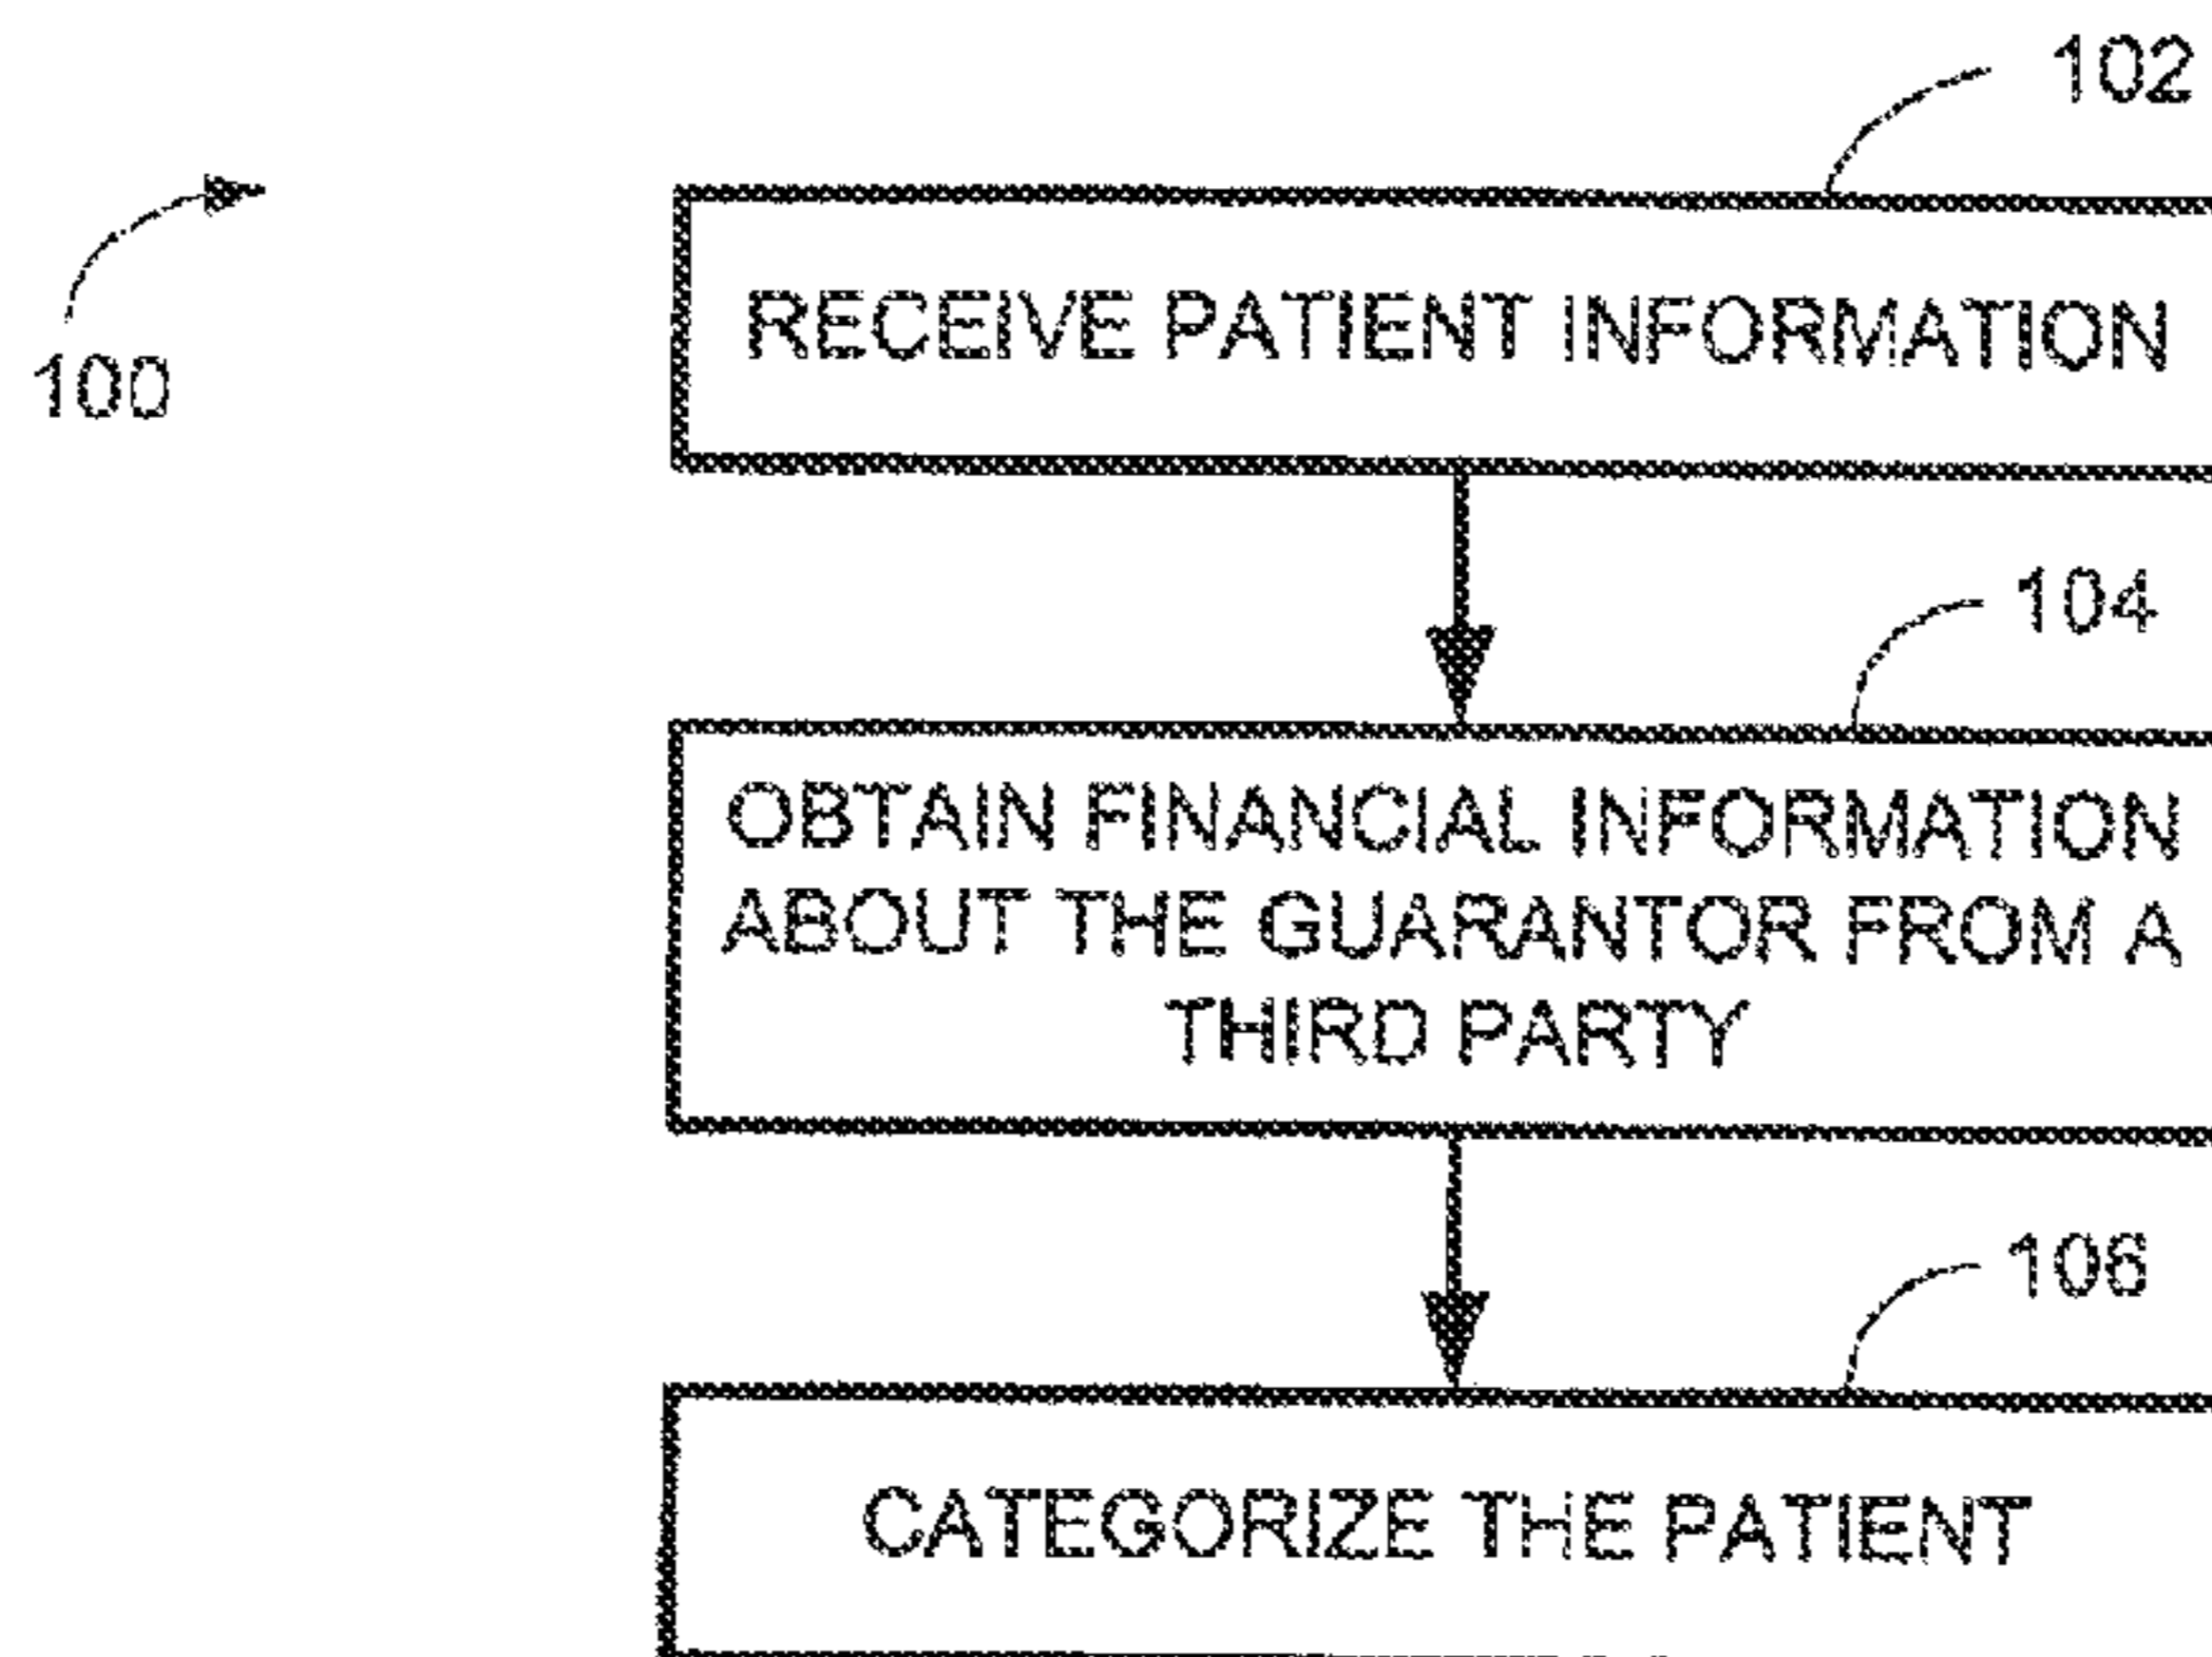 102
100
RECEIVE PATIENT INFORMATION
104
OBTAIN FINANCIAL INFORMATION
ABOUT THE GUARANTOR FROM A
THIRD PARTY
106
CATEGORIZE THE PATIENT